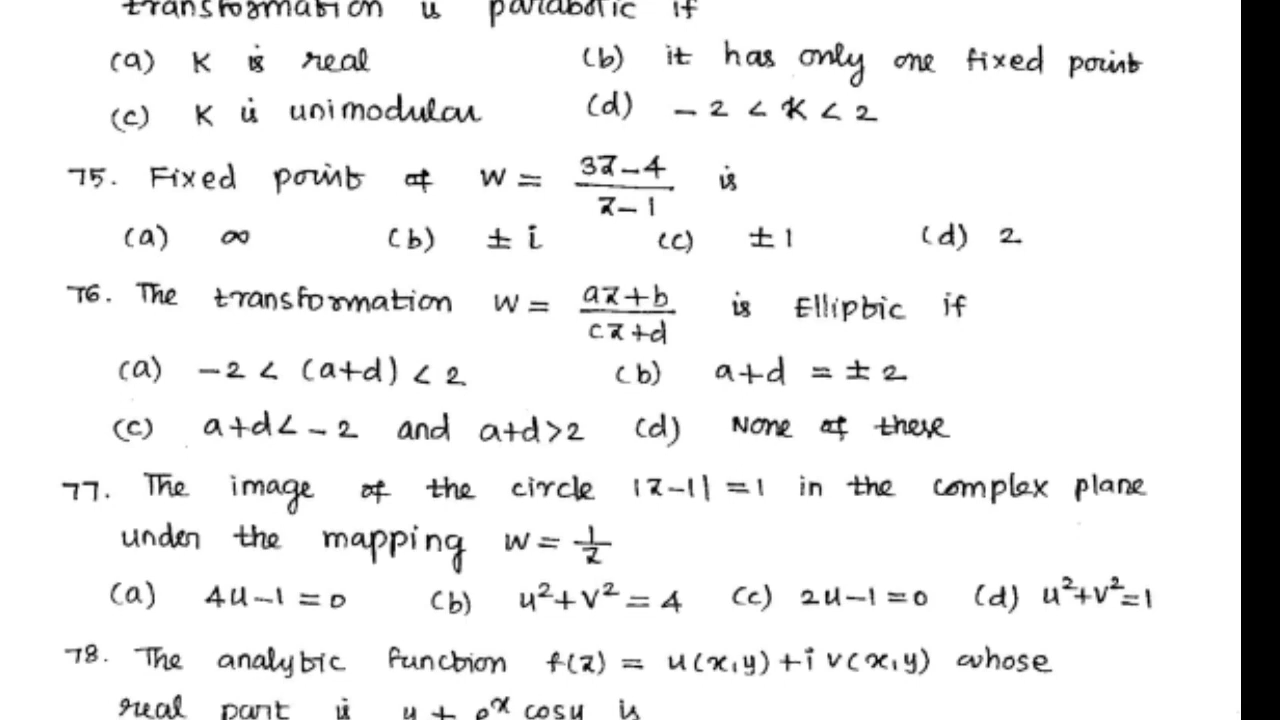 transformation is parabolic if
(a) K is real (b) it has only one fixed point
(c) K is unimodular (d) -2 < K < 2
75. Fixed point of W = (3z-4)/(z-1) is
(a) ∞ (b) ± i (c) ±1 (d) 2
76. The transformation W = (az+b)/(cz+d) is Elliptic if
(a) -2 < (a+d) < 2 (b) a+d = ±2
(c) a+d<-2 and a+d>2 (d) None of these
77. The image of the circle |z-1| = 1 in the complex plane
under the mapping W = 1/z
(a) 4u-1=0 (b) u²+v²=4 (c) 2u-1=0 (d) u²+v²=1
78. The analytic function f(z) = u(x,y)+i v(x,y) whose
real part is u + eˣ cosy is